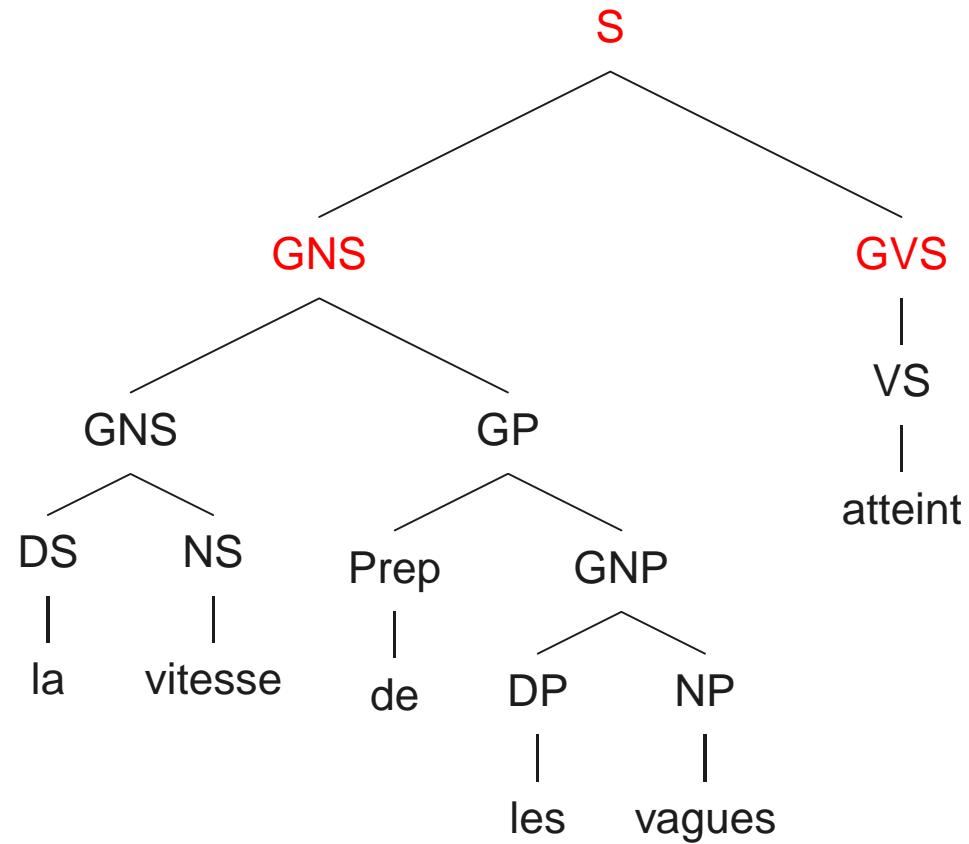 S
GNS GVS
VS
GNS GP
atteint
DS NS Prep GNP
la vitesse de DP NP
les vagues